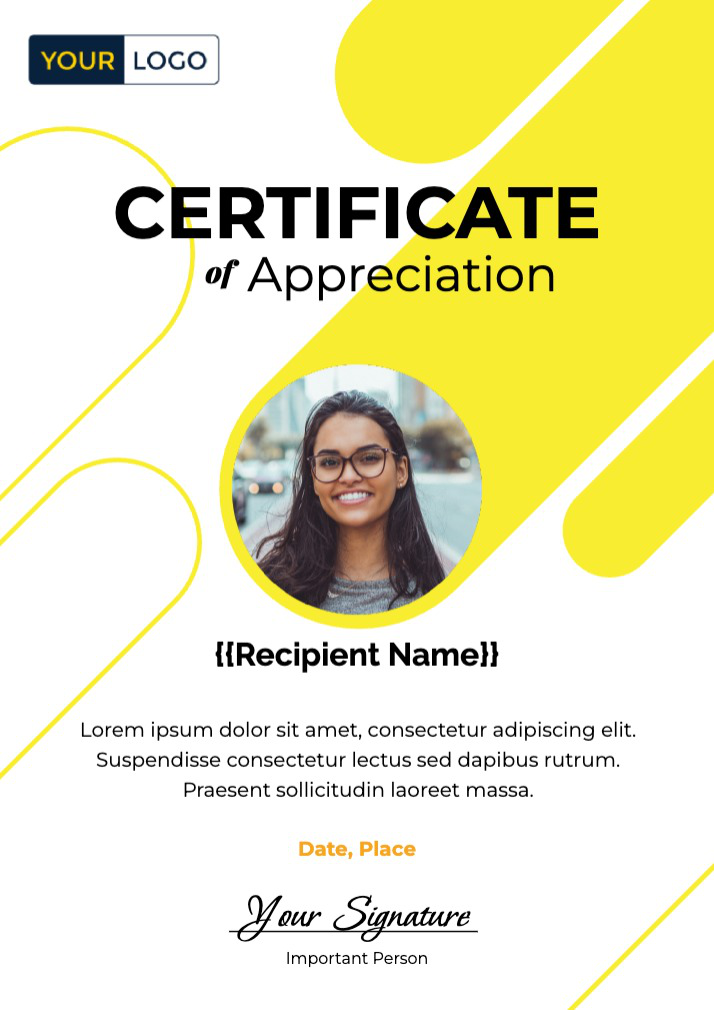 YOUR LOGO
CERTIFICATE
of Appreciation
{{Recipient Name}}
Lorem ipsum dolor sit amet, consectetur adipiscing elit.
Suspendisse consectetur lectus sed dapibus rutrum.
Praesent sollicitudin laoreet massa.
Date, Place
Your Signature
Important Person